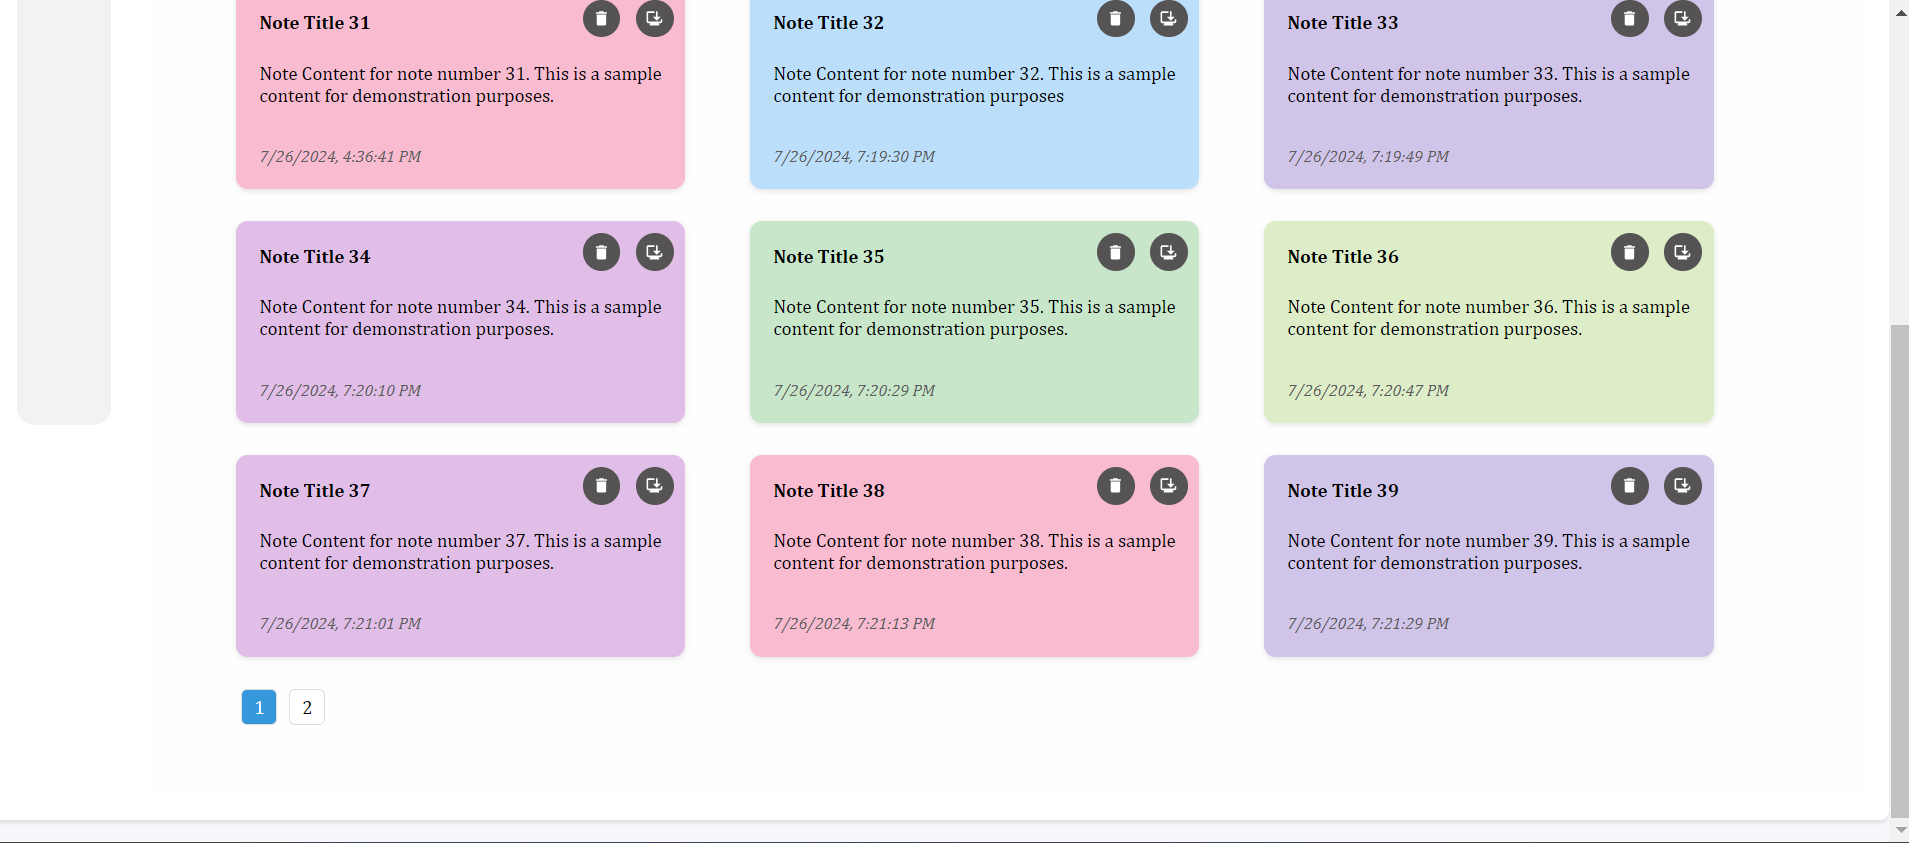 Note Title 31
Note Content for note number 31. This is a sample
content for demonstration purposes.
7/26/2024, 4:36:41 PM
Note Title 32
Note Content for note number 32. This is a sample
content for demonstration purposes
7/26/2024, 7:19:30 PM
Note Title 33
Note Content for note number 33. This is a sample
content for demonstration purposes.
7/26/2024, 7:19:49 PM
Note Title 34
Note Content for note number 34. This is a sample
content for demonstration purposes.
7/26/2024, 7:20:10 PM
Note Title 35
Note Content for note number 35. This is a sample
content for demonstration purposes.
7/26/2024, 7:20:29 PM
Note Title 36
Note Content for note number 36. This is a sample
content for demonstration purposes.
7/26/2024, 7:20:47 PM
Note Title 37
Note Content for note number 37. This is a sample
content for demonstration purposes.
7/26/2024, 7:21:01 PM
Note Title 38
Note Content for note number 38. This is a sample
content for demonstration purposes.
7/26/2024, 7:21:13 PM
Note Title 39
Note Content for note number 39. This is a sample
content for demonstration purposes.
7/26/2024, 7:21:29 PM
1 2